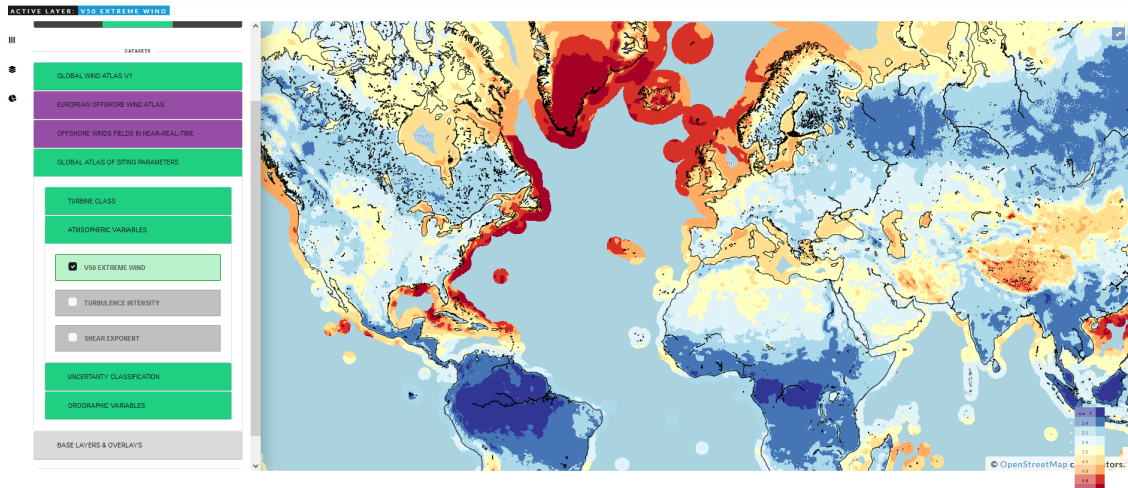 ACTIVE LAYER: V50 EXTREME WIND
DATASETS
GLOBAL WIND ATLAS V1
EUROPEAN OFFSHORE WIND ATLAS
OFFSHORE WINDS FIELDS IN NEAR-REAL-TIME
GLOBAL ATLAS OF SITING PARAMETERS
TURBINE CLASS
ATMSOPHERIC VARIABLES
V50 EXTREME WIND
TURBULENCE INTENSITY
SHEAR EXPONENT
UNCERTANTY CLASSIFICATION
OROGRAPHIC VARIABLES
BASE LAYERS & OVERLAYS
© OpenStreetMap c tors.